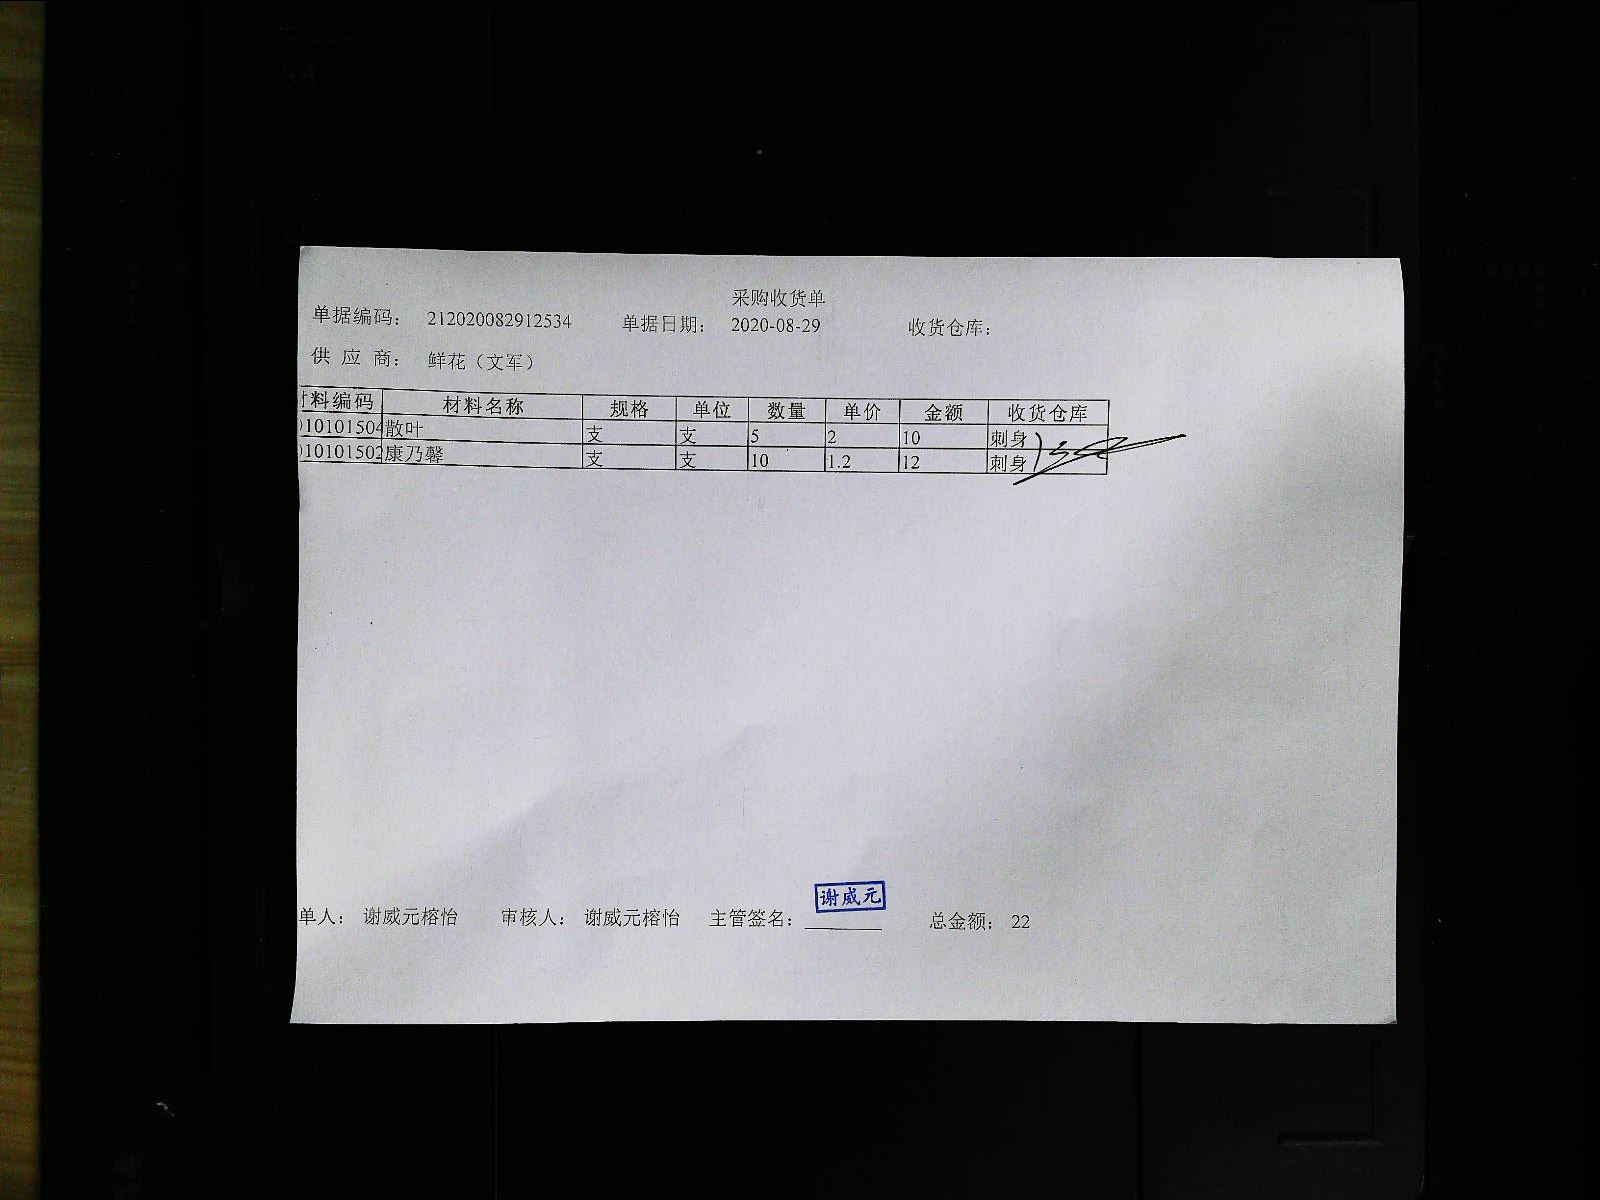 采购收货单
单据编码： 212020082912534 单据日期： 2020-08-29 收货仓库：
供 应 商： 鲜花（文军）
材料编码 材料名称 规格 单位 数量 单价 金额 收货仓库
010101504 散叶 支 支 5 2 10 刺身
010101502 康乃馨 支 支 10 1.2 12 刺身
谢威元
单人： 谢威元榕怡 审核人： 谢威元榕怡 主管签名： 总金额： 22